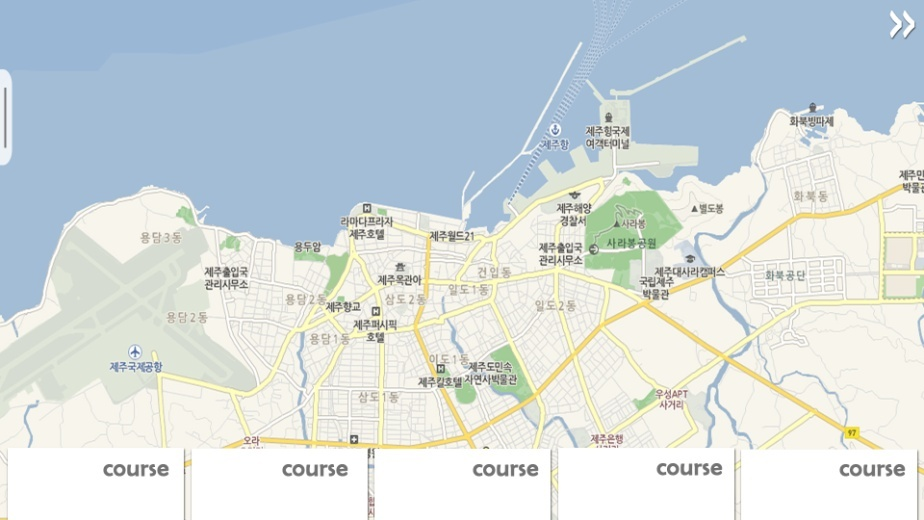 화북방파제
제주항
제주항국제
여객터미널
화북동
제주해양
경찰서
사라봉
별도봉
라마다프라자
제주호텔
제주월드21
용담3동
용두암
제주출입국
관리사무소
사라봉공원
제주출입국
관리사무소
제주목관아
건입동
제주대사라캠퍼스
화북공단
국립제주
박물관
일도1동
용담2동
제주향교
삼도2동
일도2동
용담2동
제주퍼시픽
호텔
용담1동
이도1동
제주국제공항
제주칼호텔
제주도민속
자연사박물관
삼도1동
우성APT
사거리
97
오라
제주은행
course
course
course
course
course